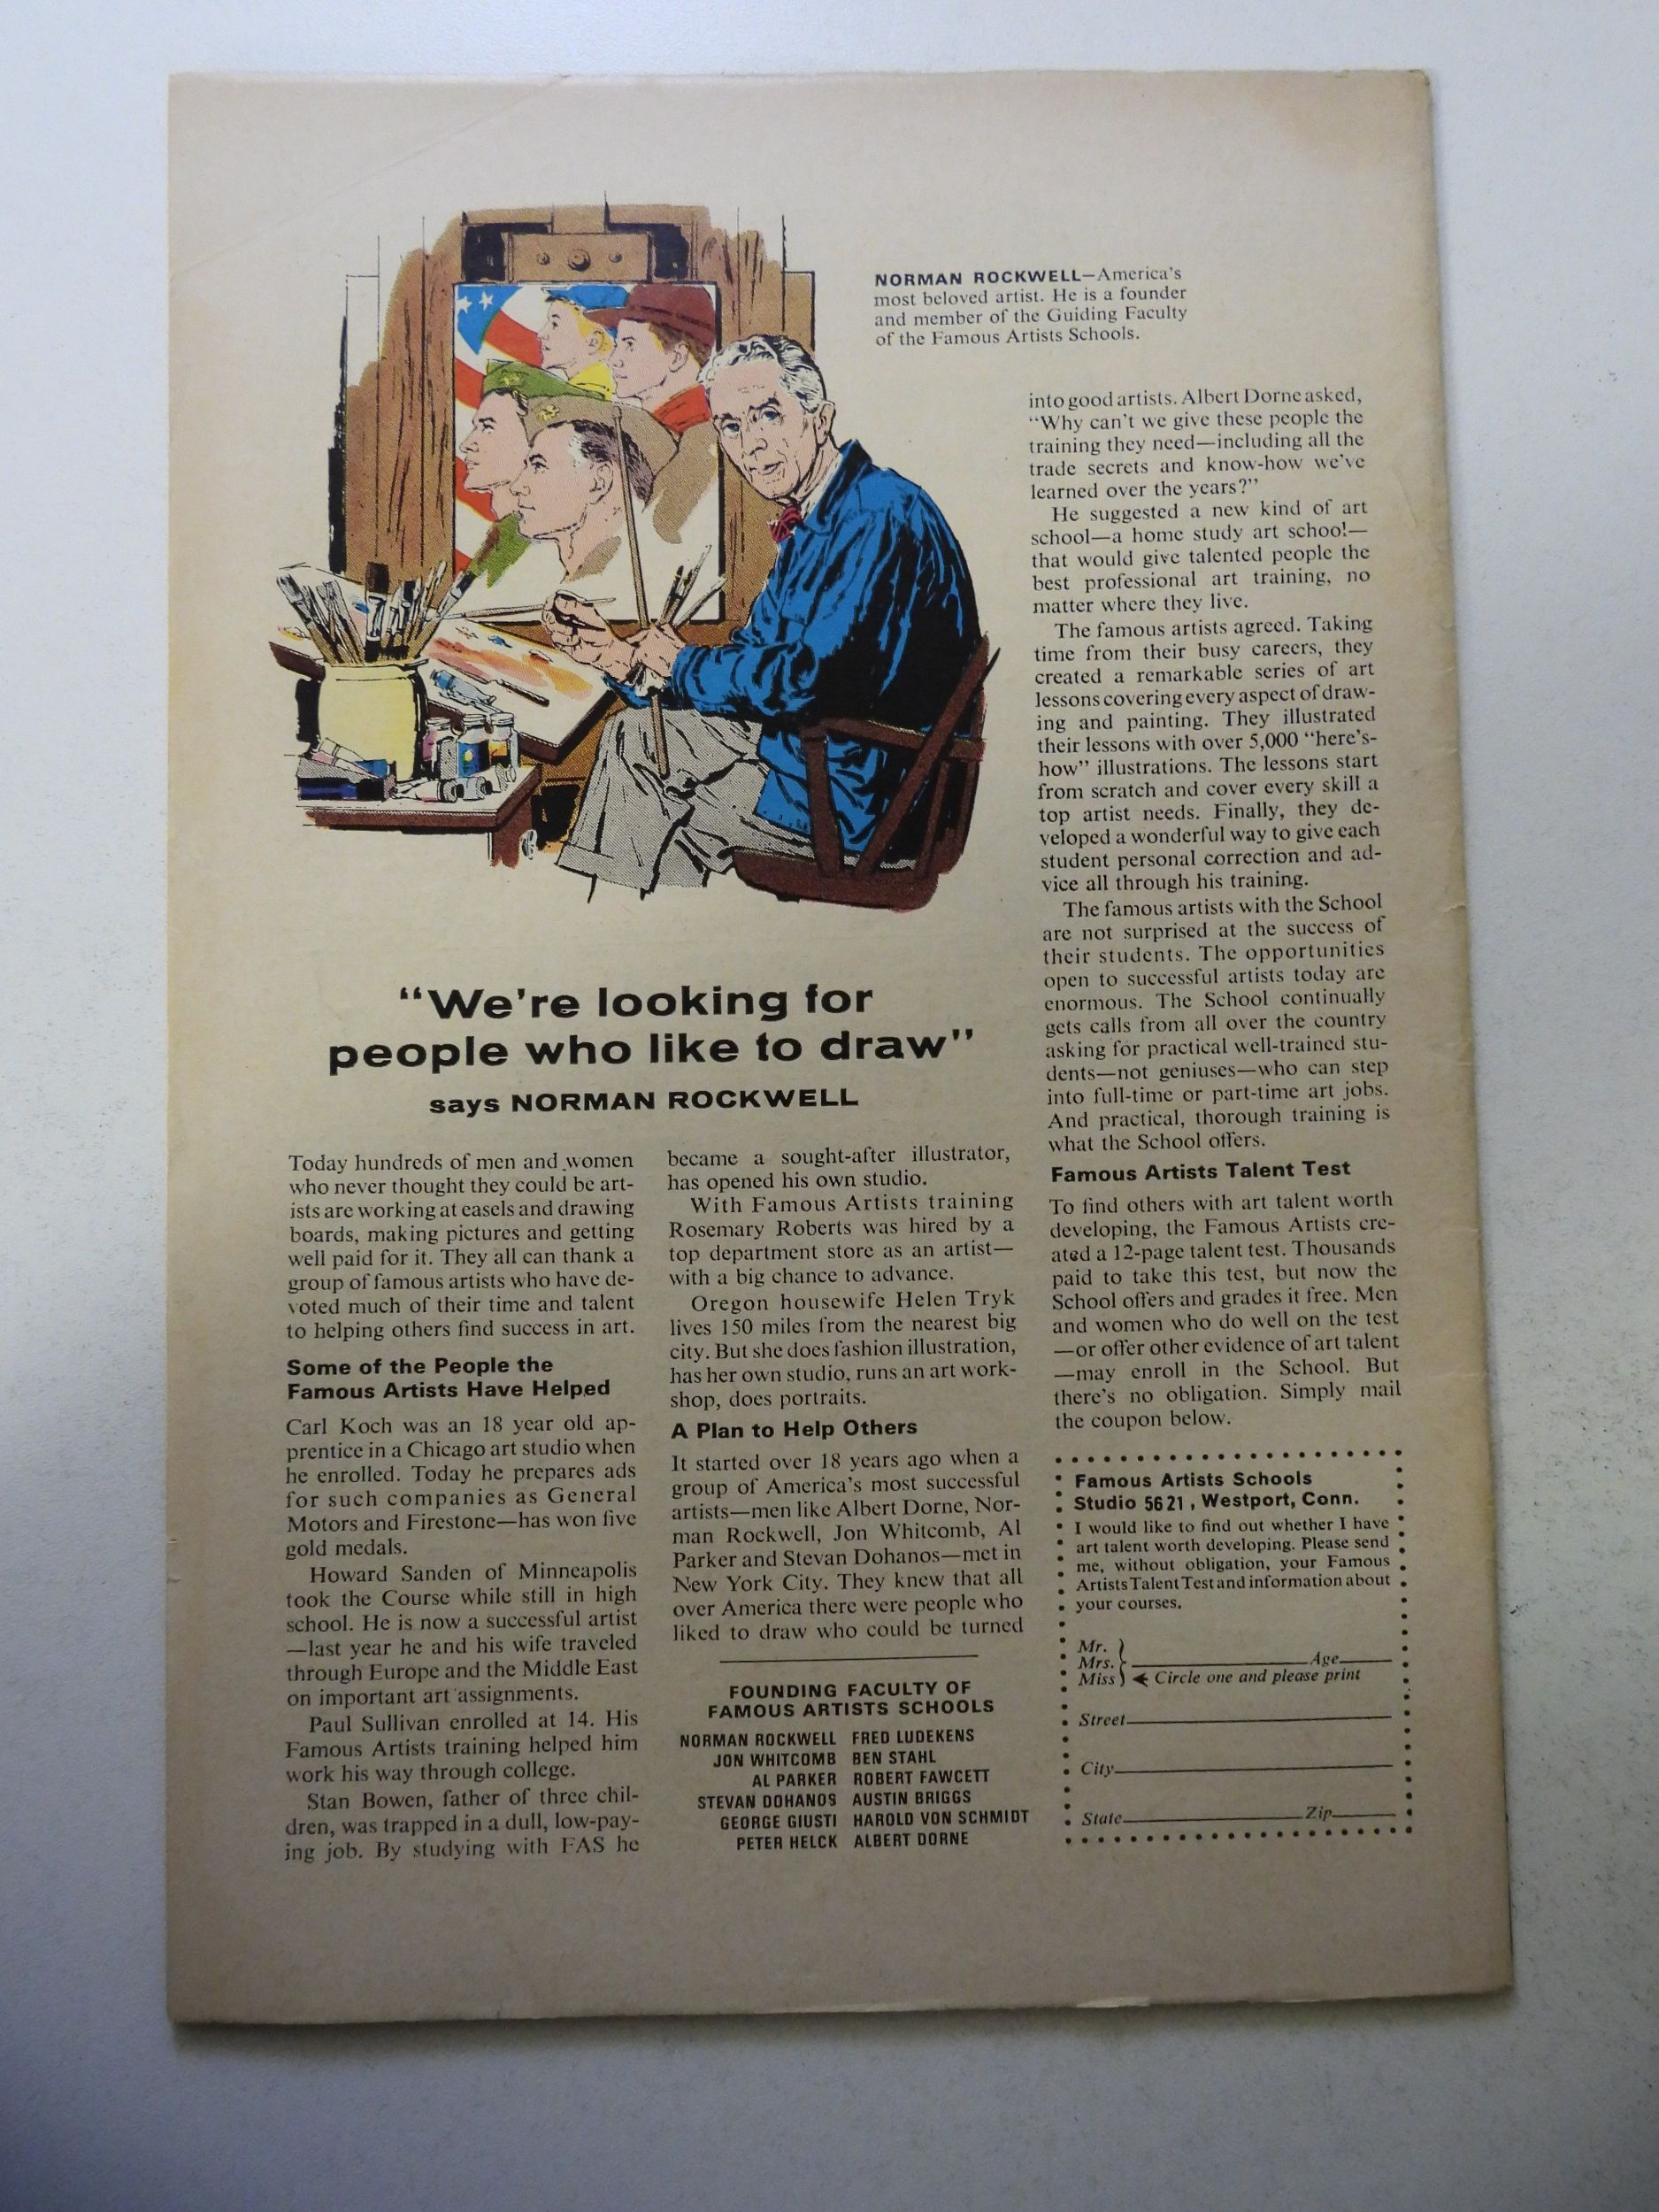 NORMAN ROCKWELL—America's
most beloved artist. He is a founder
and member of the Guiding Faculty
of the Famous Artists Schools.
"We're looking for
people who like to draw"
says NORMAN ROCKWELL
Today hundreds of men and women
who never thought they could be art-
ists are working at easels and drawing
boards, making pictures and getting
well paid for it. They all can thank a
group of famous artists who have de-
voted much of their time and talent
to helping others find success in art.
Some of the People the
Famous Artists Have Helped
Carl Koch was an 18 year old ap-
prentice in a Chicago art studio when
he enrolled. Today he prepares ads
for such companies as General
Motors and Firestone—has won five
gold medals.
Howard Sanden of Minneapolis
took the Course while still in high
school. He is now a successful artist
—last year he and his wife traveled
through Europe and the Middle East
on important art assignments.
Paul Sullivan enrolled at 14. His
Famous Artists training helped him
work his way through college.
Stan Bowen, father of three chil-
dren, was trapped in a dull, low-pay-
ing job. By studying with FAS he
became a sought-after illustrator,
has opened his own studio.
With Famous Artists training
Rosemary Roberts was hired by a
top department store as an artist—
with a big chance to advance.
Oregon housewife Helen Tryk
lives 150 miles from the nearest big
city. But she does fashion illustration,
has her own studio, runs an art work-
shop, does portraits.
A Plan to Help Others
It started over 18 years ago when a
group of America's most successful
artists—men like Albert Dorne, Nor-
man Rockwell, Jon Whitcomb, Al
Parker and Stevan Dohanos—met in
New York City. They knew that all
over America there were people who
liked to draw who could be turned
into good artists. Albert Dorne asked,
"Why can't we give these people the
training they need—including all the
trade secrets and know-how we've
learned over the years?"
He suggested a new kind of art
school—a home study art school—
that would give talented people the
best professional art training, no
matter where they live.
The famous artists agreed. Taking
time from their busy careers, they
created a remarkable series of art
lessons covering every aspect of draw-
ing and painting. They illustrated
their lessons with over 5,000 "here's-
how" illustrations. The lessons start
from scratch and cover every skill a
top artist needs. Finally, they de-
veloped a wonderful way to give each
student personal correction and ad-
vice all through his training.
The famous artists with the School
are not surprised at the success of
their students. The opportunities
open to successful artists today are
enormous. The School continually
gets calls from all over the country
asking for practical well-trained stu-
dents—not geniuses—who can step
into full-time or part-time art jobs.
And practical, thorough training is
what the School offers.
Famous Artists Talent Test
To find others with art talent worth
developing, the Famous Artists cre-
ated a 12-page talent test. Thousands
paid to take this test, but now the
School offers and grades it free. Men
and women who do well on the test
—or offer other evidence of art talent
—may enroll in the School. But
there's no obligation. Simply mail
the coupon below.
FOUNDING FACULTY OF
FAMOUS ARTISTS SCHOOLS
NORMAN ROCKWELL FRED LUDEKENS
JON WHITCOMB BEN STAHL
AL PARKER ROBERT FAWCETT
STEVAN DOHANOS AUSTIN BRIGGS
GEORGE GIUSTI HAROLD VON SCHMIDT
PETER HELCK ALBERT DORNE
Famous Artists Schools
Studio 5621, Westport, Conn.
I would like to find out whether I have
art talent worth developing. Please send
me, without obligation, your Famous
Artists Talent Test and information about
your courses.
Mr.
Mrs. Age
Miss Circle one and please print
Street
City
State Zip